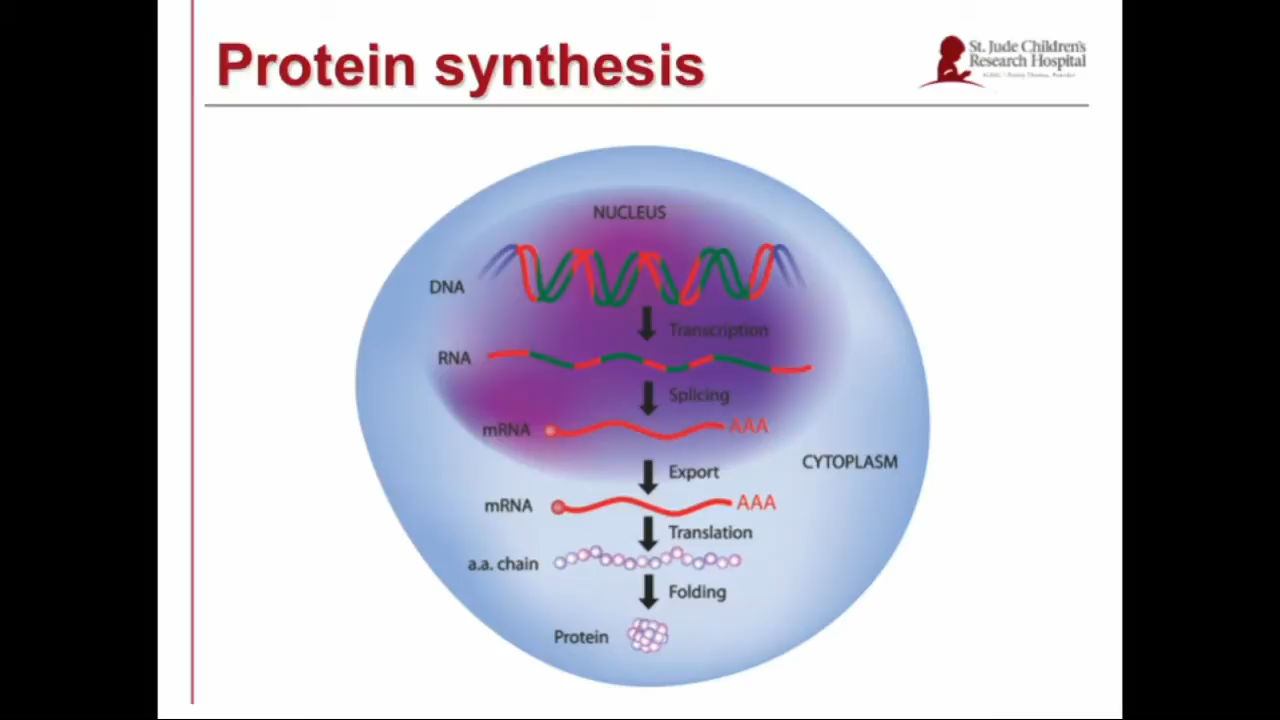 Protein synthesis
St. Jude Children's
Research Hospital
NUCLEUS
DNA
Transcription
RNA
Splicing
mRNA
AAA
CYTOPLASM
Export
mRNA
AAA
Translation
a.a. chain
Folding
Protein